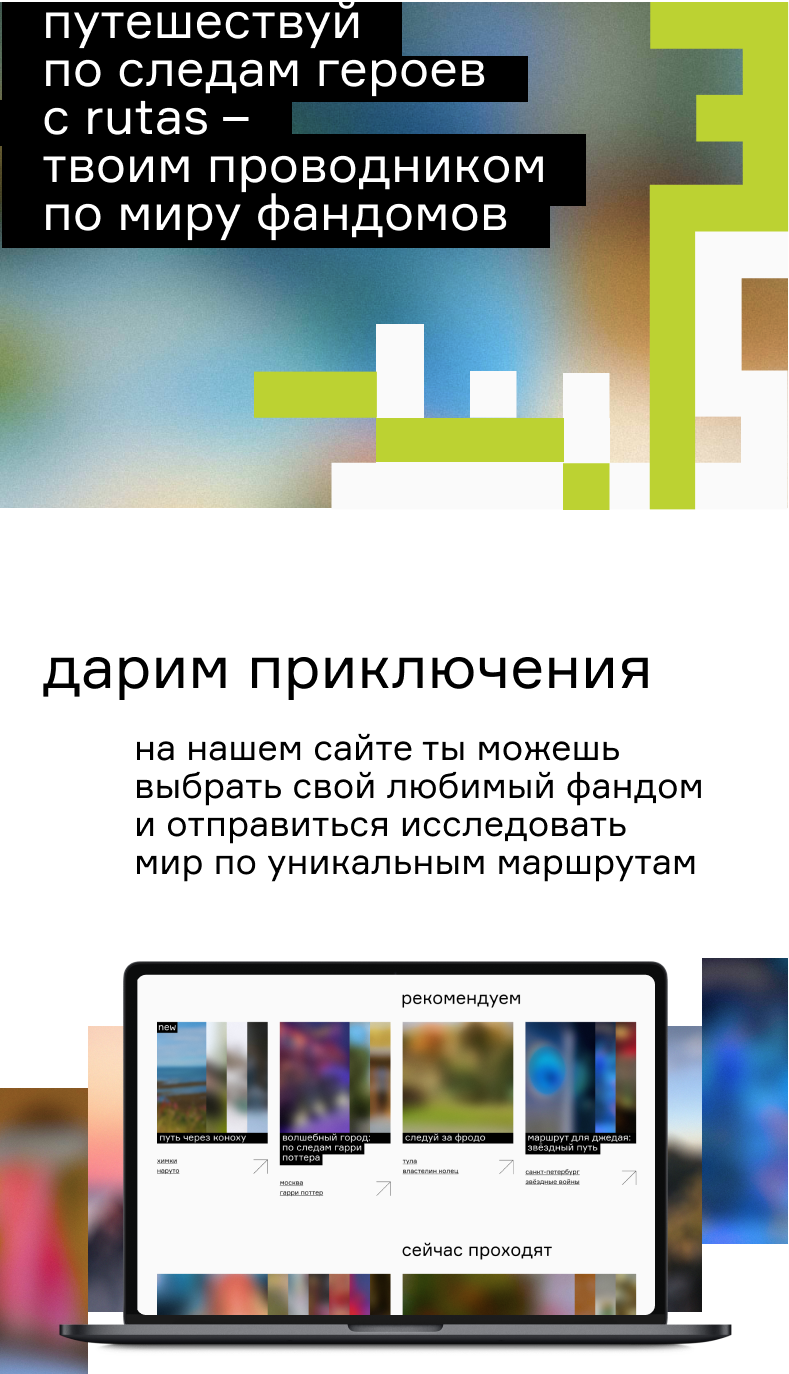 путешествуй
по следам героев
с rutas –
твоим проводником
по миру фандомов
дарим приключения
на нашем сайте ты можешь
выбрать свой любимый фандом
и отправиться исследовать
мир по уникальным маршрутам
рекомендуем
new
путь через коноху
химки
наруто
волшебный город:
по следам гарри
поттера
москва
гарри поттер
следуй за фродо
тула
властелин колец
маршрут для джедая:
звёздный путь
санкт-петербург
звёздные войны
сейчас проходят